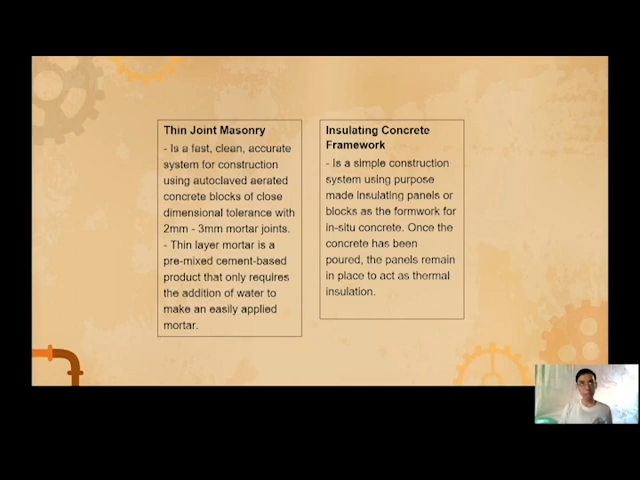 Thin Joint Masonry
- Is a fast, clean, accurate
system for construction
using autoclaved aerated
concrete blocks of close
dimensional tolerance with
2mm - 3mm mortar joints.
- Thin layer mortar is a
pre-mixed cement-based
product that only requires
the addition of water to
make an easily applied
mortar.
Insulating Concrete
Framework
- Is a simple construction
system using purpose
made insulating panels or
blocks as the formwork for
in-situ concrete. Once the
concrete has been
poured, the panels remain
in place to act as thermal
insulation.